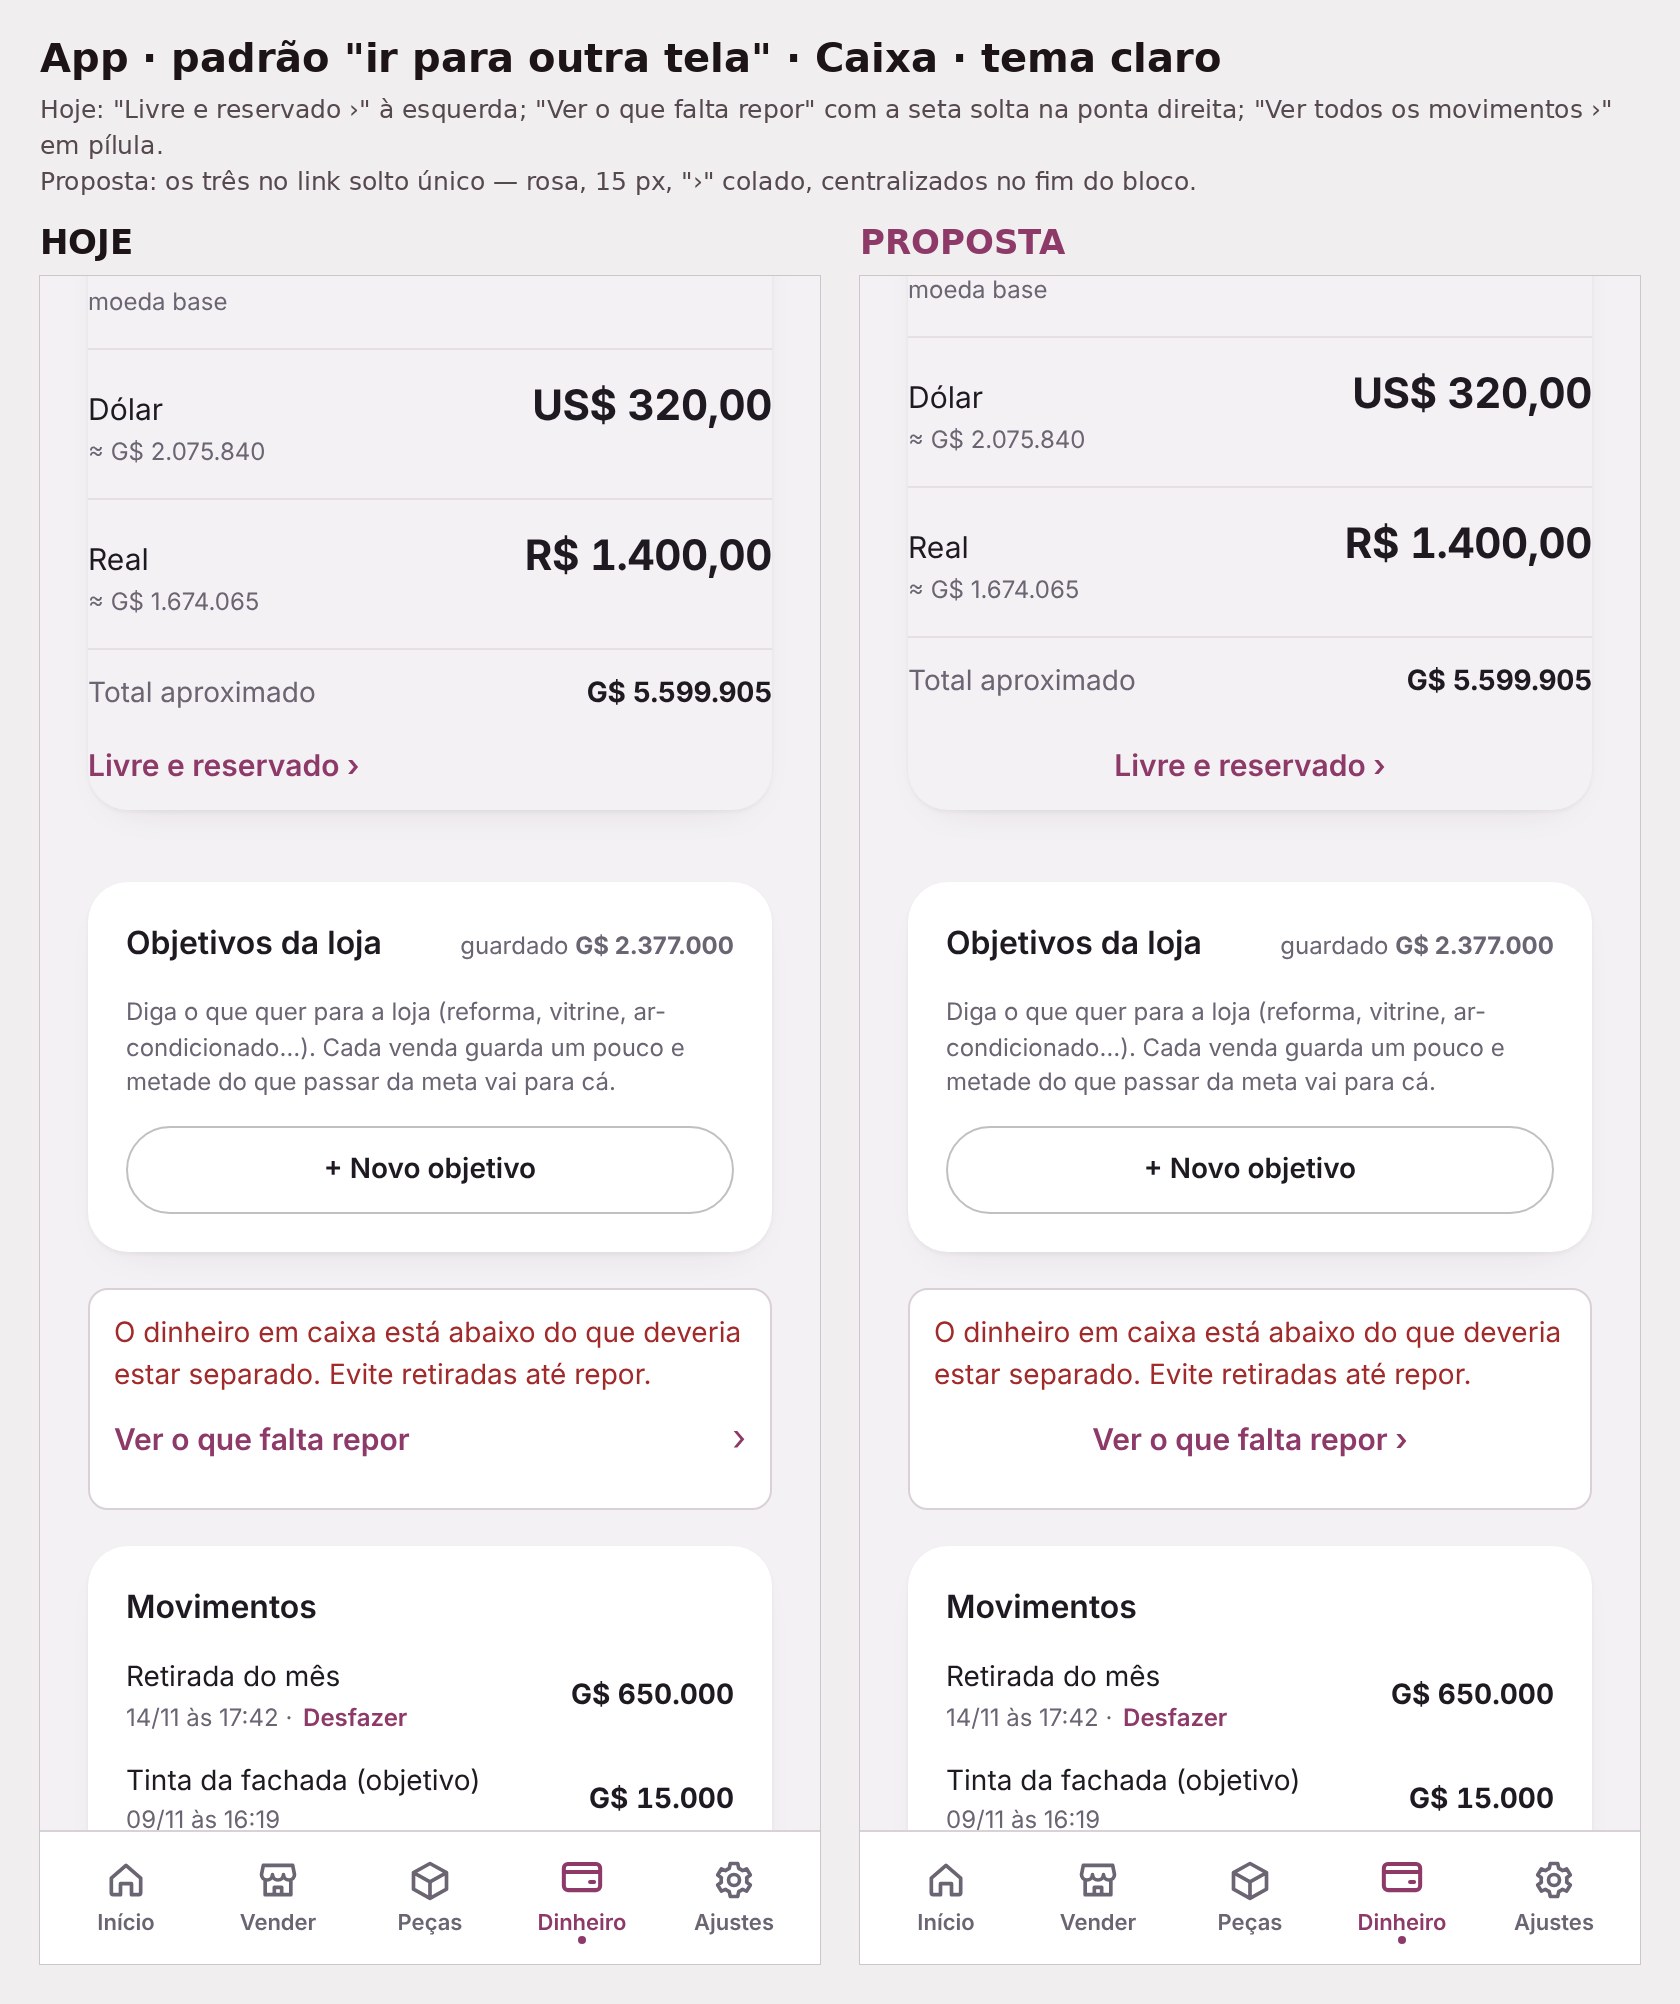 App · padrão "ir para outra tela" · Caixa · tema claro
Hoje: "Livre e reservado ›" à esquerda; "Ver o que falta repor" com a seta solta na ponta direita; "Ver todos os movimentos ›"
em pílula.
Proposta: os três no link solto único — rosa, 15 px, "›" colado, centralizados no fim do bloco.
HOJE
moeda base
Dólar US$ 320,00
≈ G$ 2.075.840
Real R$ 1.400,00
≈ G$ 1.674.065
Total aproximado G$ 5.599.905
Livre e reservado ›
Objetivos da loja guardado G$ 2.377.000
Diga o que quer para a loja (reforma, vitrine, ar-
condicionado...). Cada venda guarda um pouco e
metade do que passar da meta vai para cá.
+ Novo objetivo
O dinheiro em caixa está abaixo do que deveria
estar separado. Evite retiradas até repor.
Ver o que falta repor ›
Movimentos
Retirada do mês G$ 650.000
14/11 às 17:42 · Desfazer
Tinta da fachada (objetivo) G$ 15.000
09/11 às 16:19
Início Vender Peças Dinheiro Ajustes
PROPOSTA
moeda base
Dólar US$ 320,00
≈ G$ 2.075.840
Real R$ 1.400,00
≈ G$ 1.674.065
Total aproximado G$ 5.599.905
Livre e reservado ›
Objetivos da loja guardado G$ 2.377.000
Diga o que quer para a loja (reforma, vitrine, ar-
condicionado...). Cada venda guarda um pouco e
metade do que passar da meta vai para cá.
+ Novo objetivo
O dinheiro em caixa está abaixo do que deveria
estar separado. Evite retiradas até repor.
Ver o que falta repor ›
Movimentos
Retirada do mês G$ 650.000
14/11 às 17:42 · Desfazer
Tinta da fachada (objetivo) G$ 15.000
09/11 às 16:19
Início Vender Peças Dinheiro Ajustes